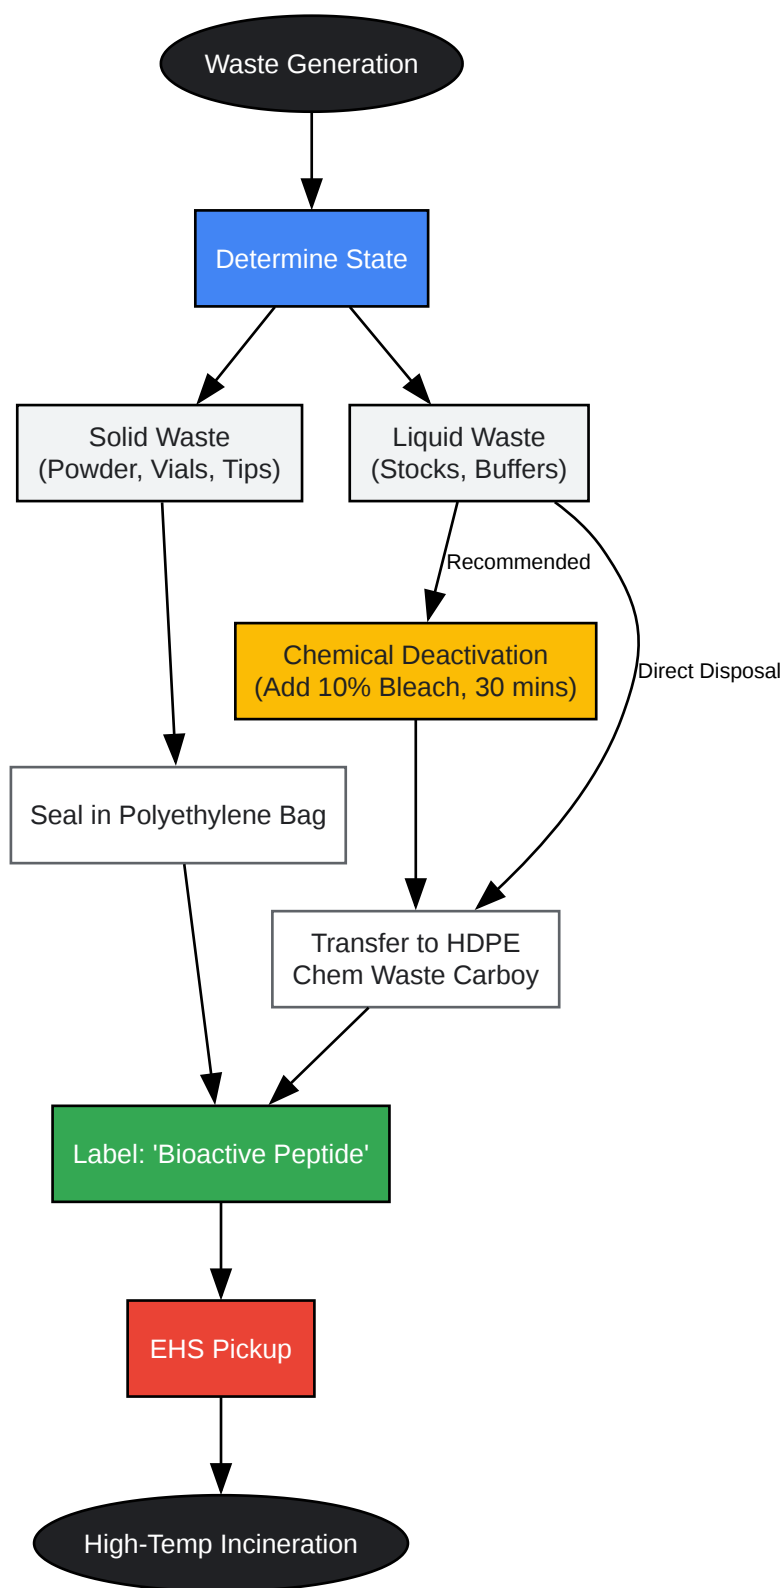 Waste Generation
Determine State
Solid Waste
(Powder, Vials, Tips)
Liquid Waste
(Stocks, Buffers)
Recommended
Chemical Deactivation
(Add 10% Bleach, 30 mins)
Direct Disposal
Seal in Polyethylene Bag
Transfer to HDPE
Chem Waste Carboy
Label: 'Bioactive Peptide'
EHS Pickup
High-Temp Incineration